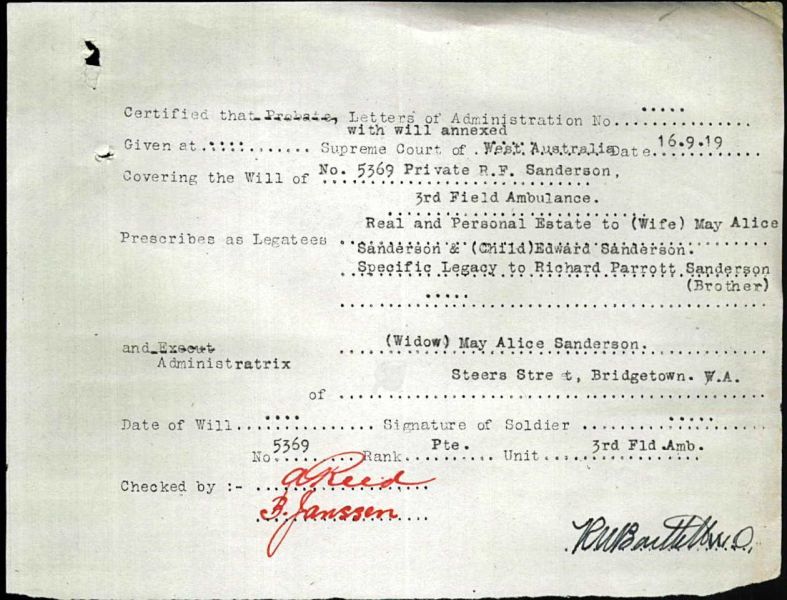 Certified that Probate, Letters of Administration No...............
with will annexed
Given at............ Supreme Court of West Australia Date 16.9.19
Covering the Will of No. 5369 Private R.F. Sanderson,
3rd Field Ambulance.
Real and Personal Estate to (Wife) May Alice
Prescribes as Legatees Sanderson & (Child)Edward Sanderson.
Specific Legacy to Richard Parrott Sanderson
(Brother)
and Execut (Widow) May Alice Sanderson.
Administratrix
Steers Stre t, Bridgetown. W.A.
of
Date of Will............ Signature of Soldier ............
No 5369 Rank Pte. Unit 3rd Fld Amb.
Checked by :- A Reed
B. Janssen